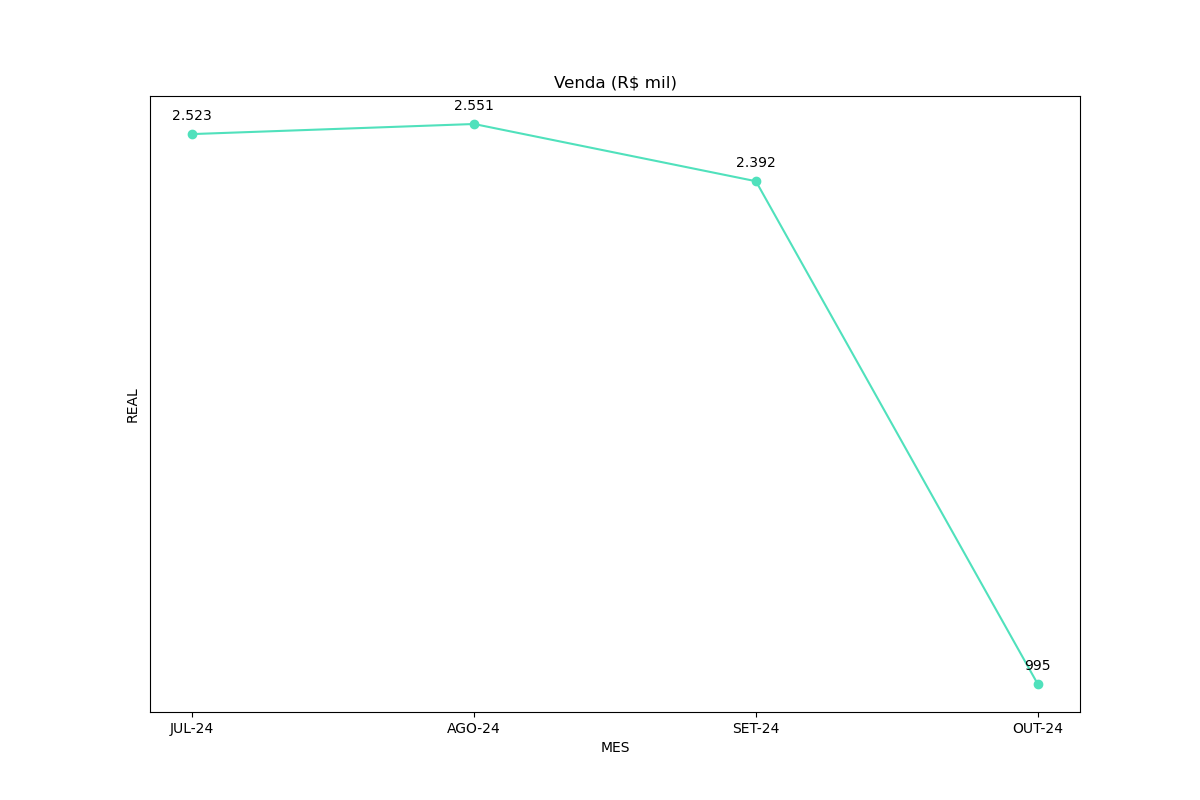 Venda (R$ mil)
2.523
2.551
2.392
995
REAL
JUL-24
AGO-24
SET-24
OUT-24
MES